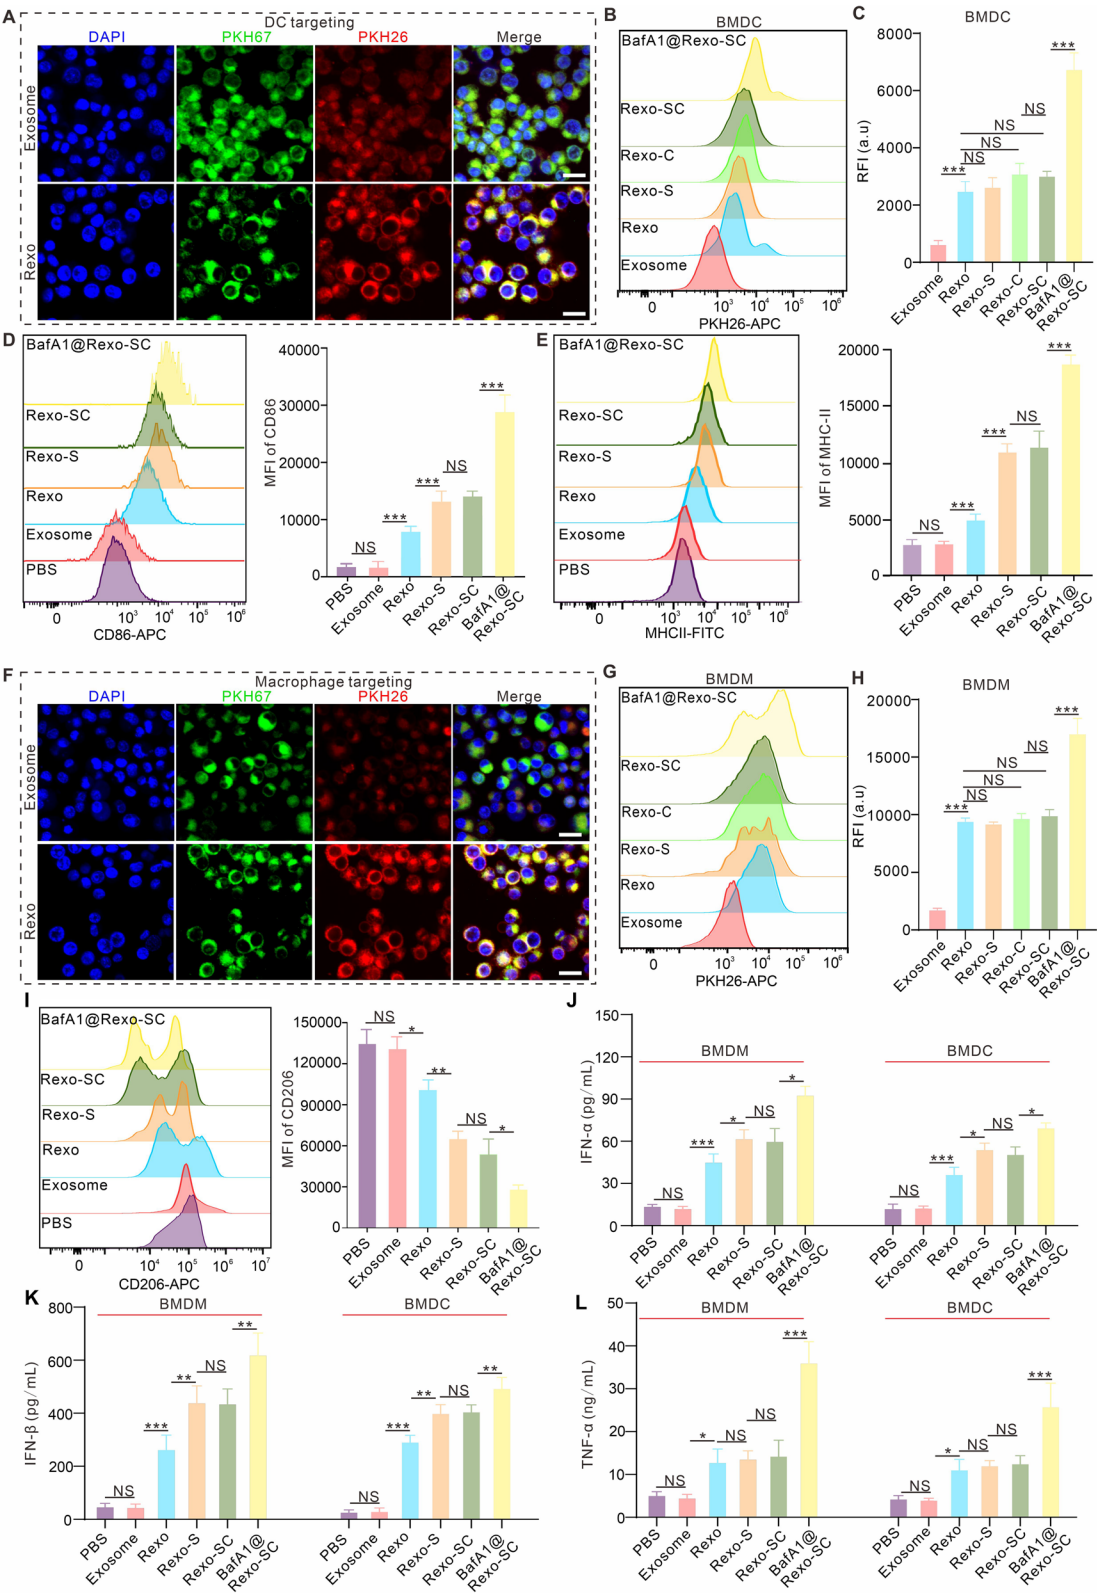 A
DC targeting
DAPI
PKH67
PKH26
Merge
Exosome
Rexo
B
BMDC
BafA1@Rexo-SC
Rexo-SC
Rexo-C
Rexo-S
Rexo
Exosome
0 10³ 10⁴ 10⁵ 10⁶
PKH26-APC
C
BMDC
RFI (a.u)
8000
6000
4000
2000
0
***
NS
NS
NS
NS
***
Exosome
Rexo
Rexo-S
Rexo-C
Rexo-SC
BafA1@
Rexo-SC
D
BafA1@Rexo-SC
Rexo-SC
Rexo-S
Rexo
Exosome
PBS
0 10³ 10⁴ 10⁵ 10⁶
CD86-APC
MFI of CD86
40000
30000
20000
10000
0
NS
***
***
NS
***
PBS
Exosome
Rexo
Rexo-S
Rexo-SC
BafA1@
Rexo-SC
E
BafA1@Rexo-SC
Rexo-SC
Rexo-S
Rexo
Exosome
PBS
0 10³ 10⁴ 10⁵ 10⁶
MHCII-FITC
MFI of MHC-II
20000
15000
10000
5000
0
NS
***
***
NS
***
PBS
Exosome
Rexo
Rexo-S
Rexo-SC
BafA1@
Rexo-SC
F
Macrophage targeting
DAPI
PKH67
PKH26
Merge
Exosome
Rexo
G
BMDM
BafA1@Rexo-SC
Rexo-SC
Rexo-C
Rexo-S
Rexo
Exosome
0 10³ 10⁴ 10⁵ 10⁶
PKH26-APC
H
BMDM
RFI (a.u)
20000
15000
10000
5000
0
***
NS
NS
NS
NS
***
Exosome
Rexo
Rexo-S
Rexo-C
Rexo-SC
BafA1@
Rexo-SC
I
BafA1@Rexo-SC
Rexo-SC
Rexo-S
Rexo
Exosome
PBS
0 10⁴ 10⁵ 10⁶ 10⁷
CD206-APC
MFI of CD206
150000
120000
90000
60000
30000
0
NS
*
**
NS
*
PBS
Exosome
Rexo
Rexo-S
Rexo-SC
BafA1@
Rexo-SC
J
IFN-α (pg/mL)
150
120
90
60
30
0
BMDM
NS
***
*
NS
*
BMDC
NS
***
*
NS
*
PBS
Exosome
Rexo
Rexo-S
Rexo-SC
BafA1@
Rexo-SC
PBS
Exosome
Rexo
Rexo-S
Rexo-SC
BafA1@
Rexo-SC
K
IFN-β (pg/mL)
800
600
400
200
0
BMDM
NS
***
**
NS
**
BMDC
NS
***
**
NS
**
PBS
Exosome
Rexo
Rexo-S
Rexo-SC
BafA1@
Rexo-SC
PBS
Exosome
Rexo
Rexo-S
Rexo-SC
BafA1@
Rexo-SC
L
TNF-α (ng/mL)
50
40
30
20
10
0
BMDM
NS
*
NS
NS
***
BMDC
NS
*
NS
NS
***
PBS
Exosome
Rexo
Rexo-S
Rexo-SC
BafA1@
Rexo-SC
PBS
Exosome
Rexo
Rexo-S
Rexo-SC
BafA1@
Rexo-SC